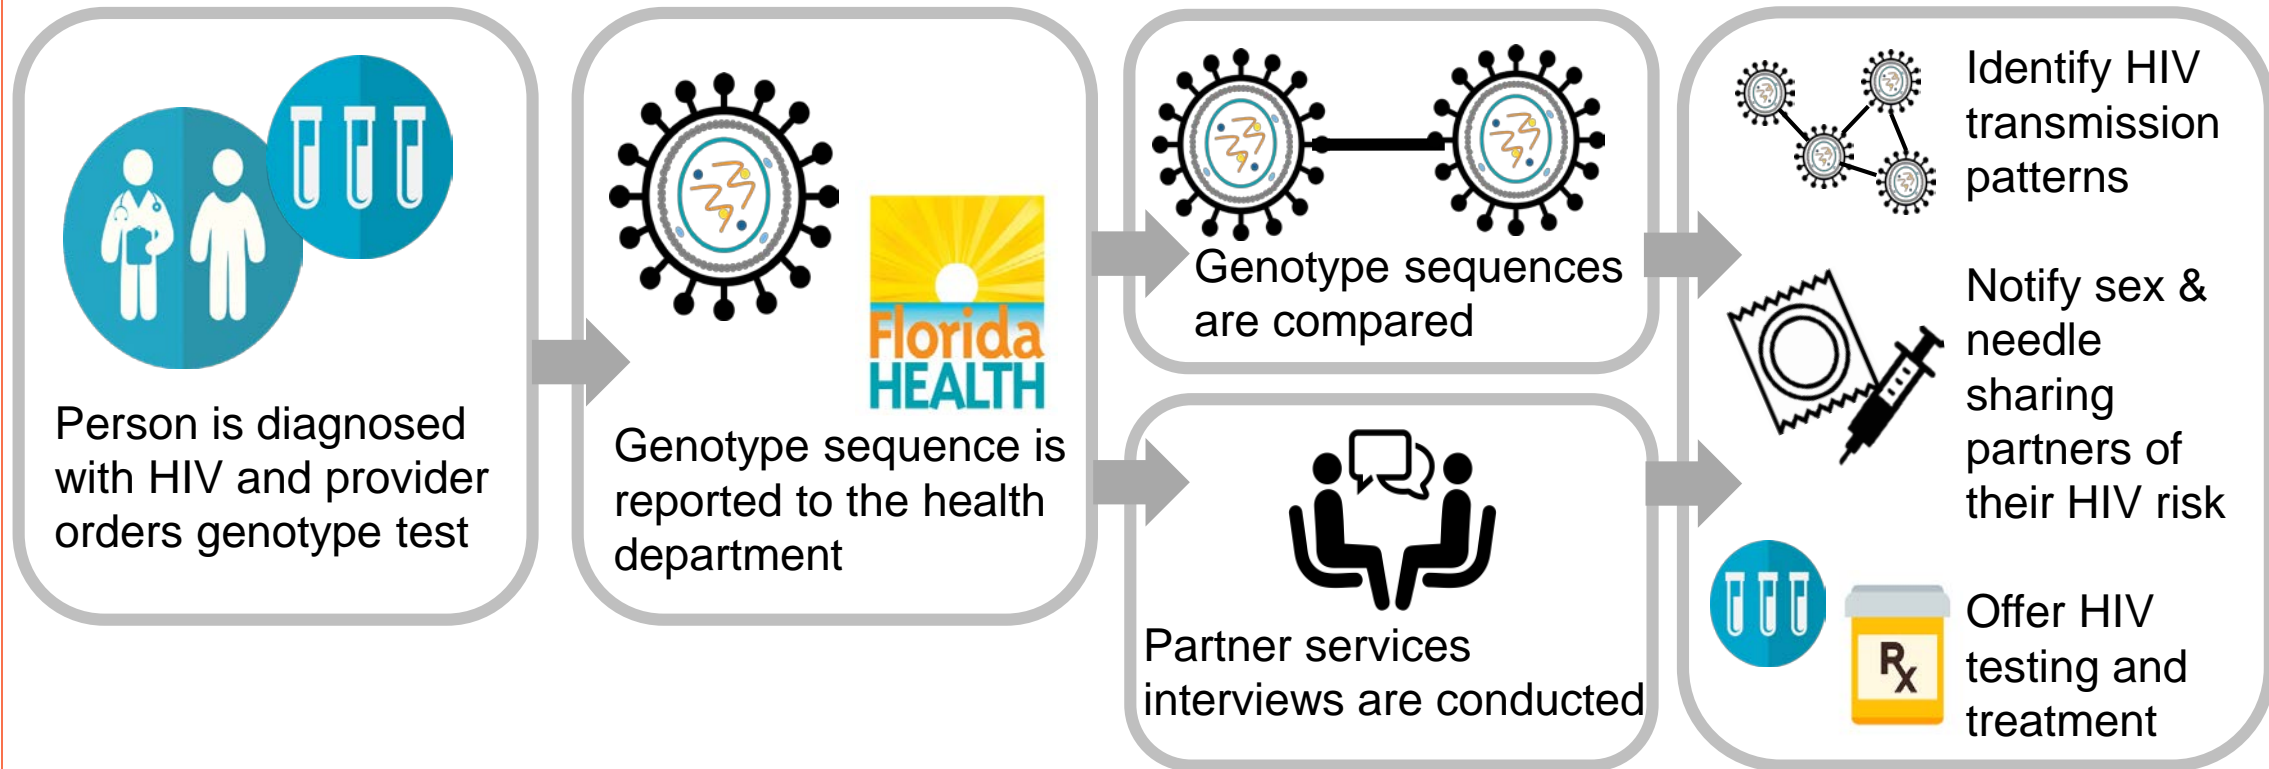 Person is diagnosed
with HIV and provider
orders genotype test
Florida
HEALTH
Genotype sequence is
reported to the health
department
Genotype sequences
are compared
Partner services
interviews are conducted
Identify HIV
transmission
patterns
Notify sex &
needle
sharing
partners of
their HIV risk
Rx
Offer HIV
testing and
treatment